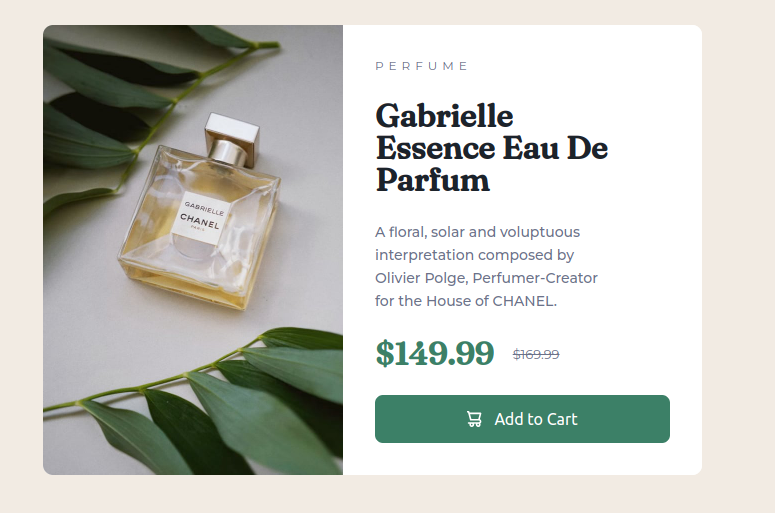 GABRIELLE
CHANEL
PARIS
PERFUME
Gabrielle
Essence Eau De
Parfum
A floral, solar and voluptuous
interpretation composed by
Olivier Polge, Perfumer-Creator
for the House of CHANEL.
$149.99 $169.99
Add to Cart